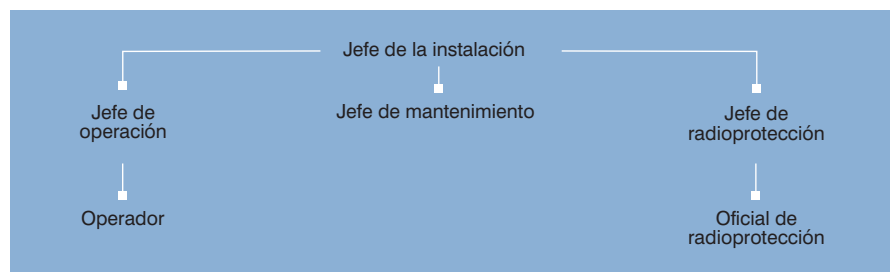 Jefe de la instalación
Jefe de
operación
Jefe de mantenimiento
Jefe de
radioprotección
Operador
Oficial de
radioprotección